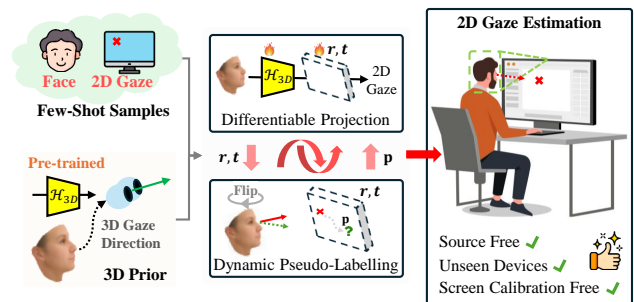 Face 2D Gaze
Few-Shot Samples
Pre-trained
H3D
3D Gaze
Direction
3D Prior
r, t
H3D
2D
Gaze
Differentiable Projection
r, t
p
Flip
r, t
p
?
Dynamic Pseudo-Labelling
2D Gaze Estimation
Source Free ✓
Unseen Devices ✓
Screen Calibration Free ✓